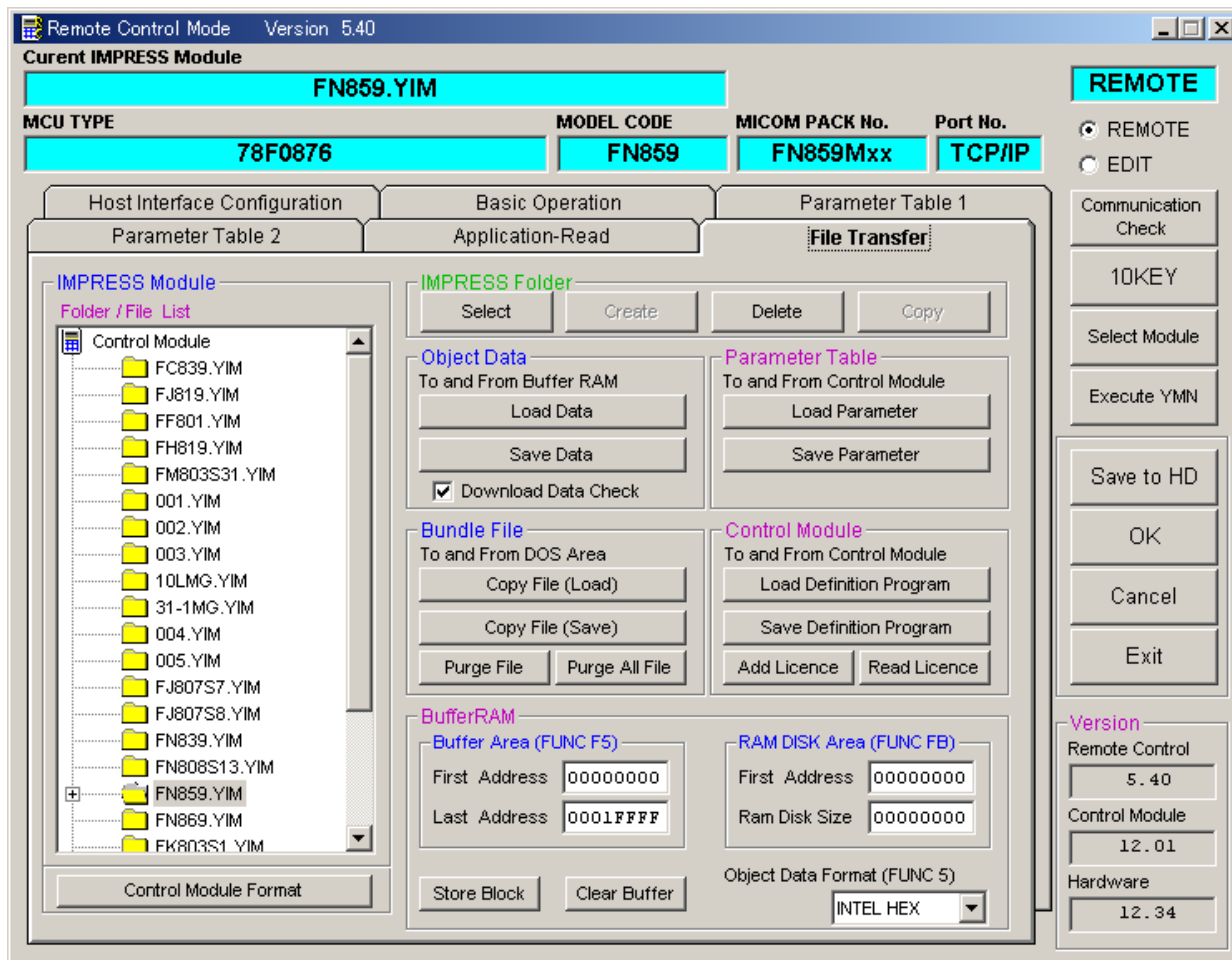 Remote Control Mode Version 5.40
Curent IMPRESS Module
FN859.YIM
REMOTE
MCU TYPE MODEL CODE MICOM PACK No. Port No.
78F0876 FN859 FN859Mxx TCP/IP
REMOTE
EDIT
Host Interface Configuration Basic Operation Parameter Table 1
Parameter Table 2 Application-Read File Transfer
IMPRESS Module
Folder / File List
Control Module
FC839.YIM
FJ819.YIM
FF801.YIM
FH819.YIM
FM803S31.YIM
001.YIM
002.YIM
003.YIM
10LMG.YIM
31-1MG.YIM
004.YIM
005.YIM
FJ807S7.YIM
FJ807S8.YIM
FN839.YIM
FN808S13.YIM
FN859.YIM
FN869.YIM
FK803S1.YIM
Control Module Format
IMPRESS Folder
Select Create Delete Copy
Object Data
To and From Buffer RAM
Load Data
Save Data
Download Data Check
Parameter Table
To and From Control Module
Load Parameter
Save Parameter
Bundle File
To and From DOS Area
Copy File (Load)
Copy File (Save)
Purge File Purge All File
Control Module
To and From Control Module
Load Definition Program
Save Definition Program
Add Licence Read Licence
BufferRAM
Buffer Area (FUNC F5)
First Address 00000000
Last Address 0001FFFF
RAM DISK Area (FUNC FB)
First Address 00000000
Ram Disk Size 00000000
Store Block Clear Buffer
Object Data Format (FUNC 5)
INTEL HEX
Communication
Check
10KEY
Select Module
Execute YMN
Save to HD
OK
Cancel
Exit
Version
Remote Control
5.40
Control Module
12.01
Hardware
12.34